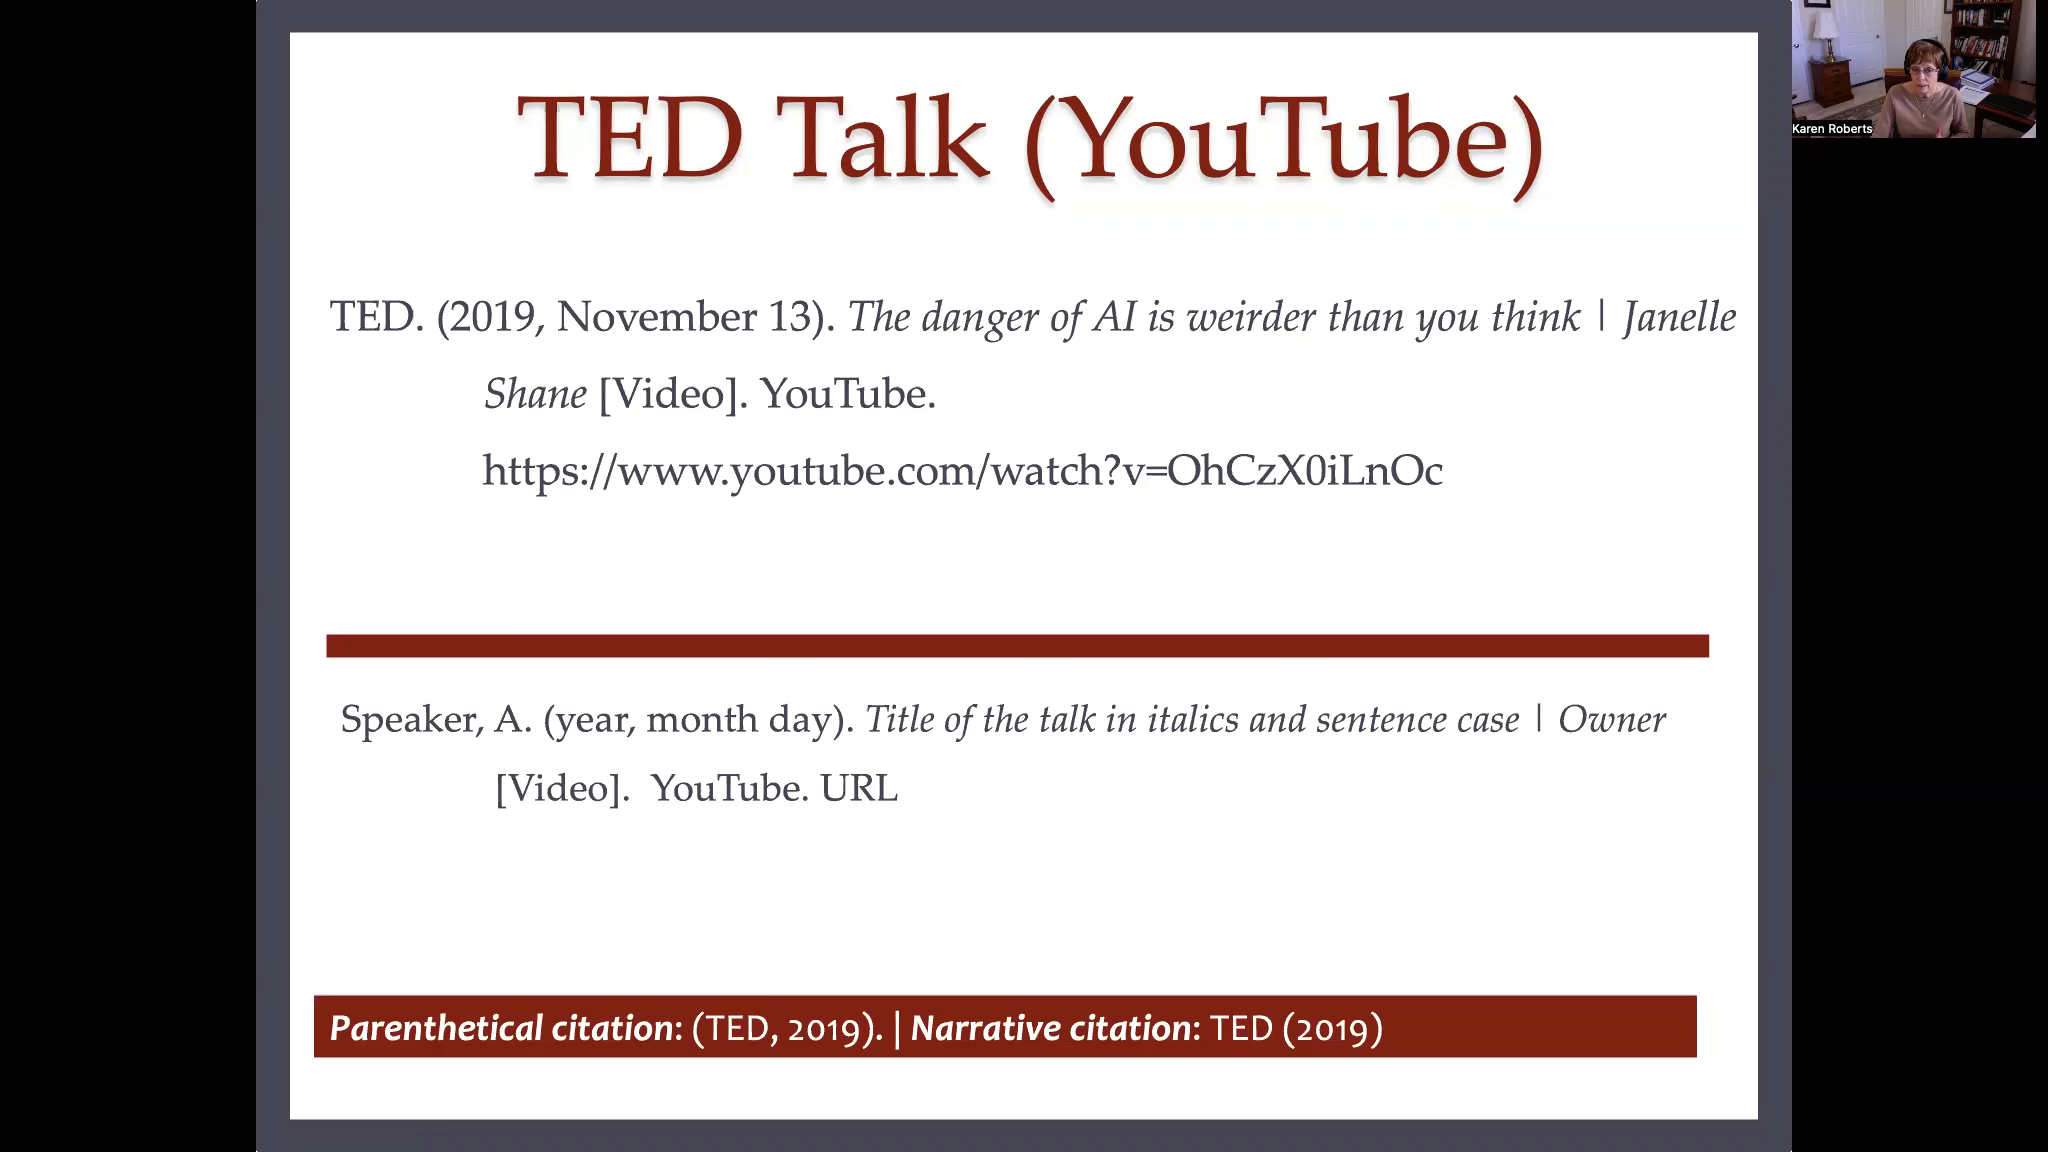 TED Talk (YouTube)
Karen Roberts
TED. (2019, November 13). The danger of AI is weirder than you think | Janelle
Shane [Video]. YouTube.
https://www.youtube.com/watch?v=OhCzX0iLnOc
Speaker, A. (year, month day). Title of the talk in italics and sentence case | Owner
[Video].  YouTube. URL
Parenthetical citation: (TED, 2019). | Narrative citation: TED (2019)